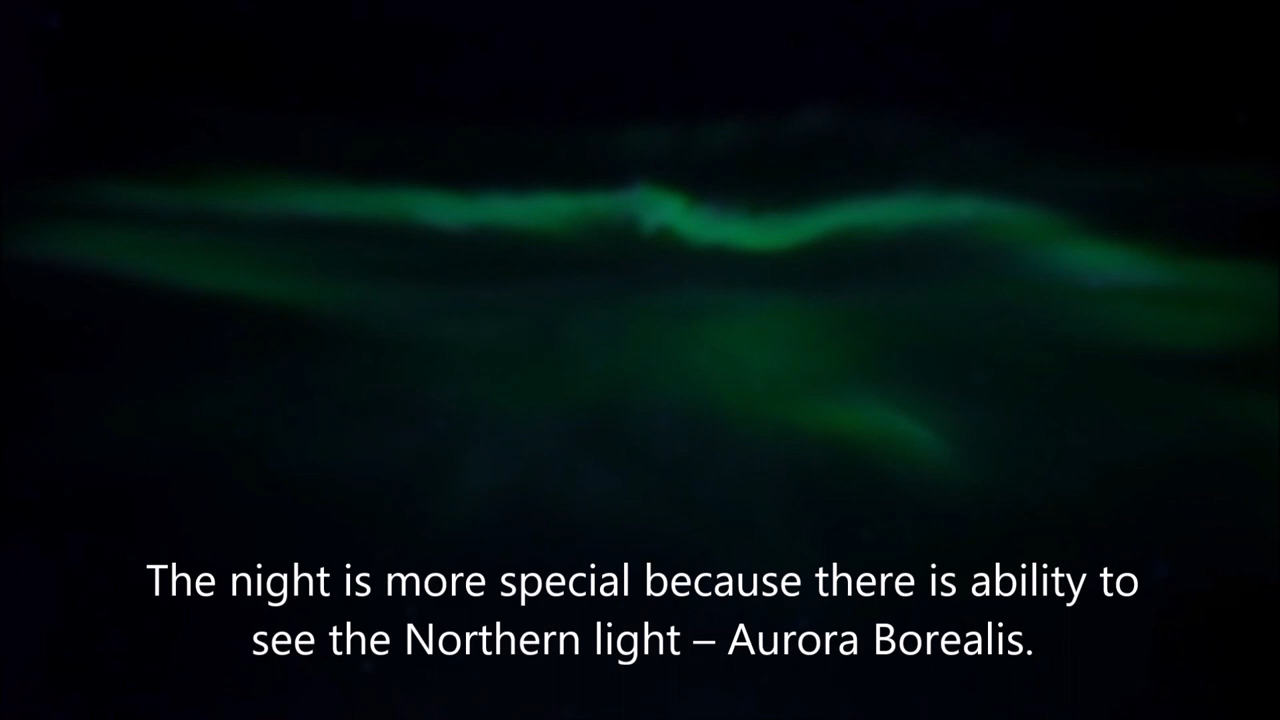 The night is more special because there is ability to
see the Northern light – Aurora Borealis.